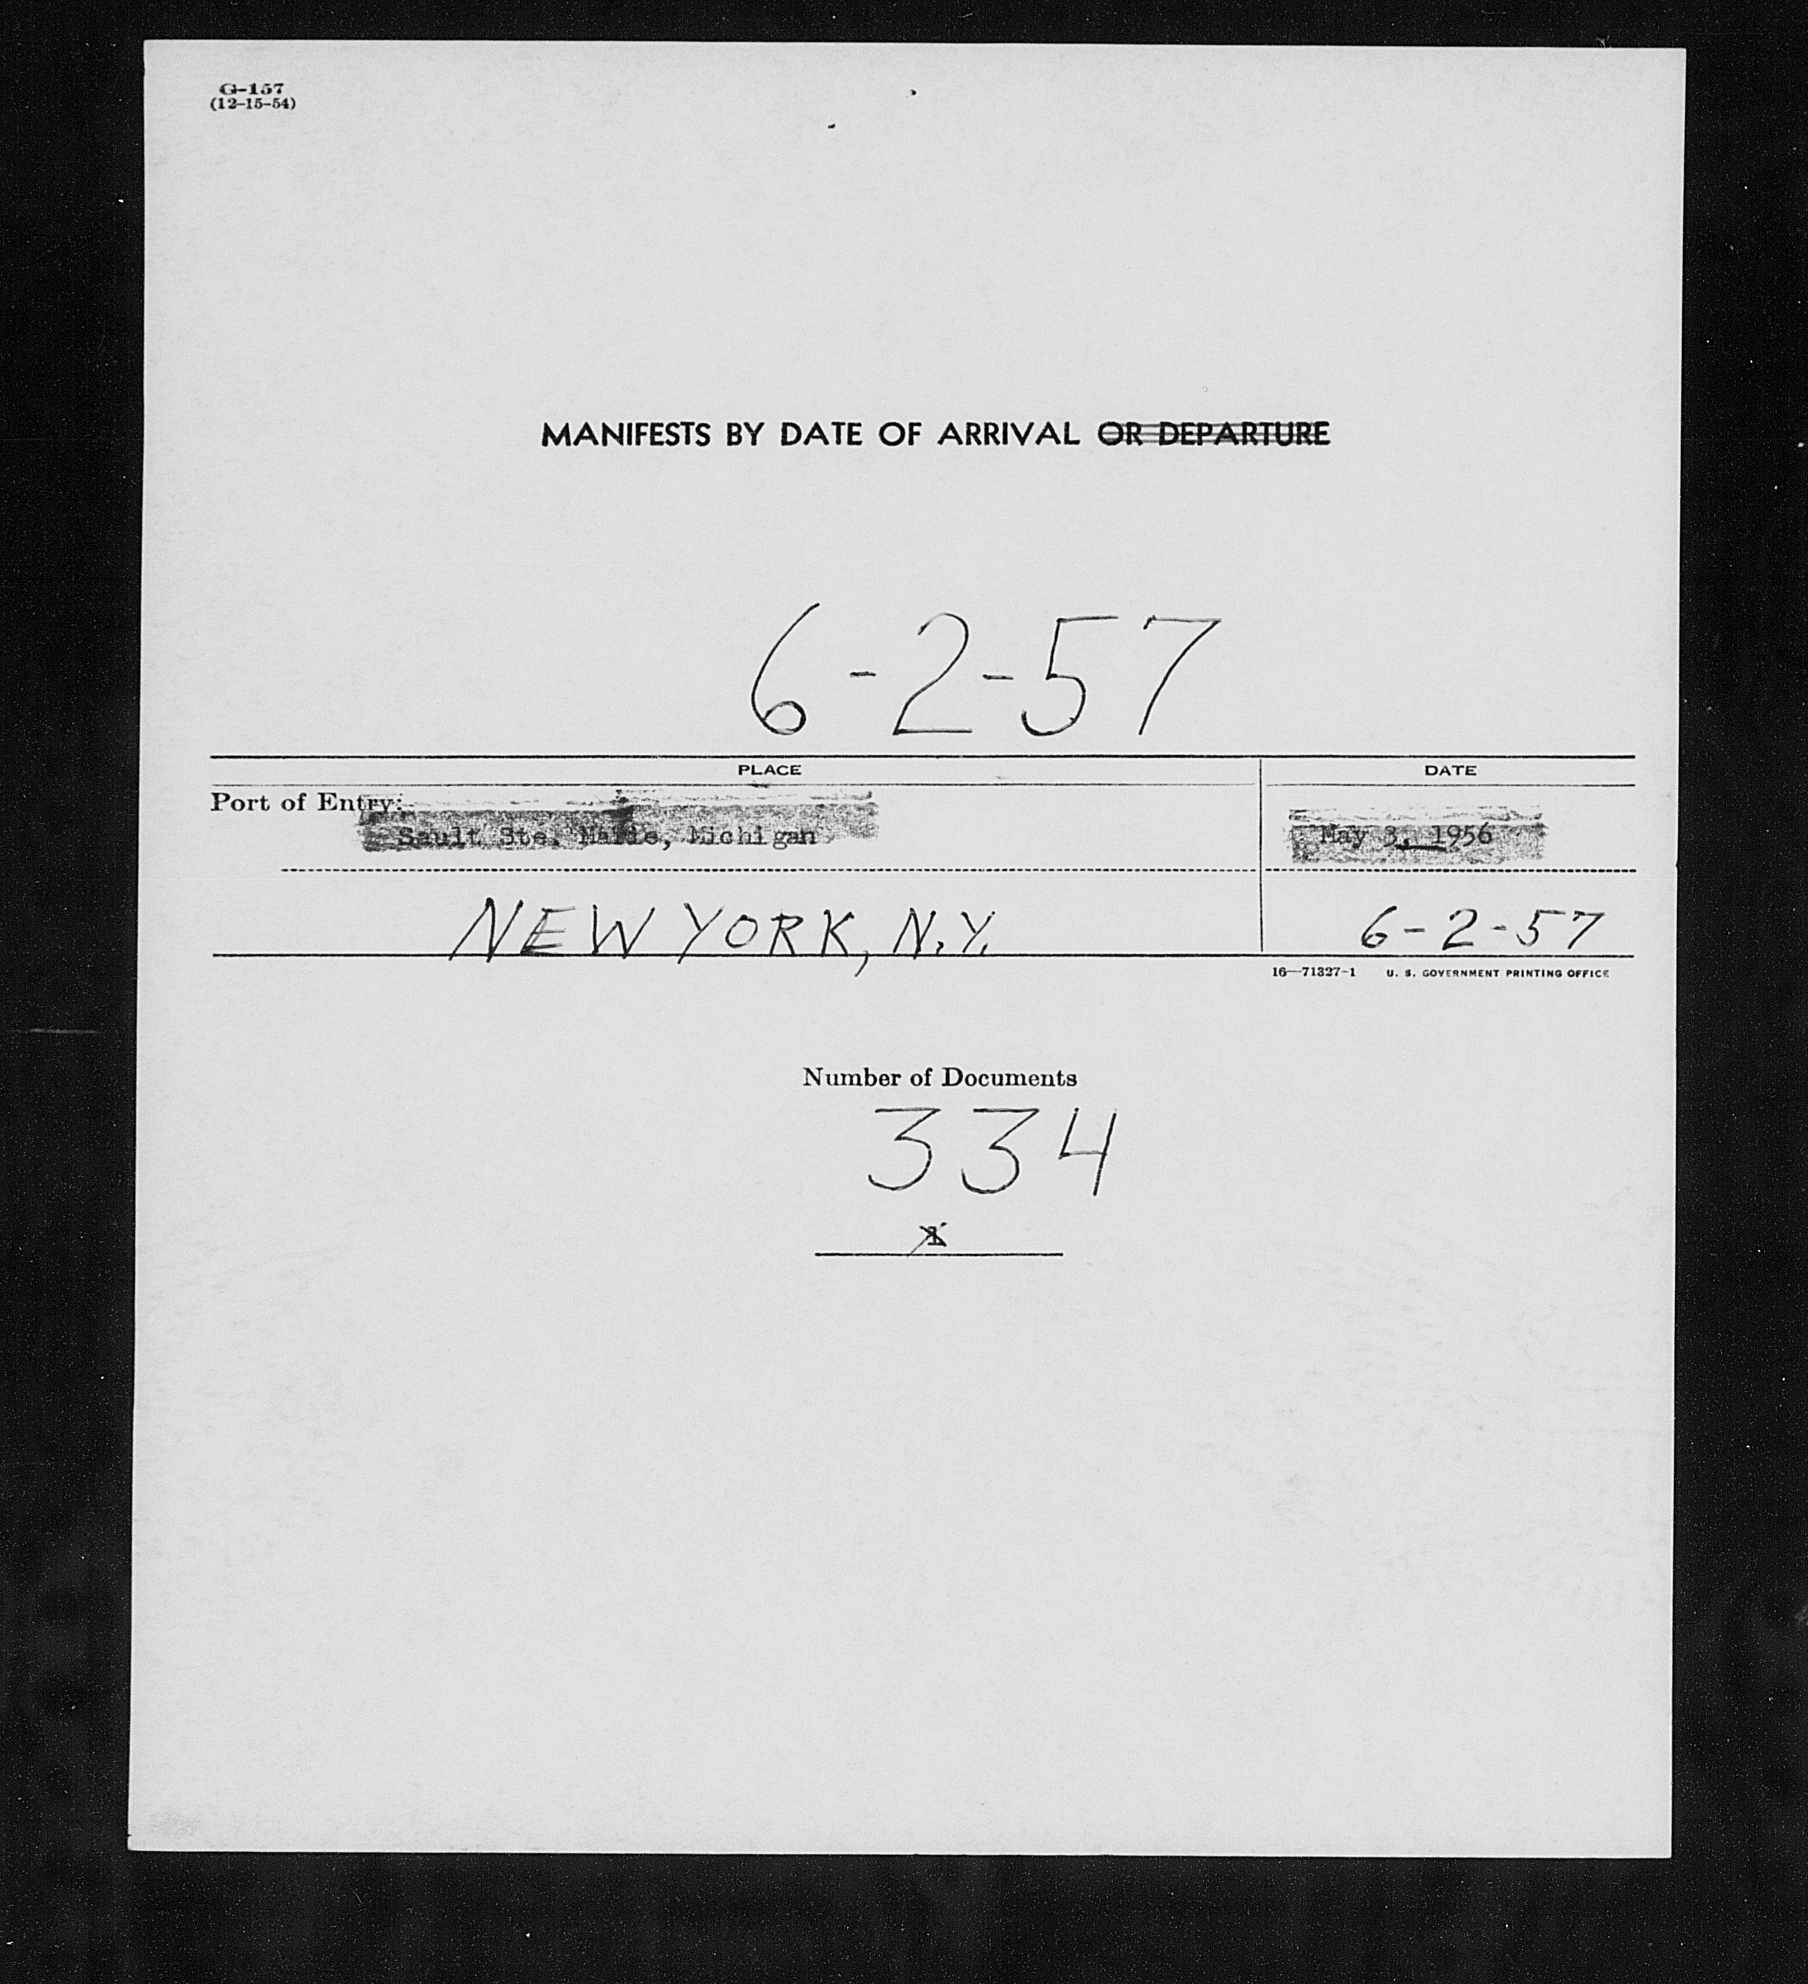 G-157
(12-15-54)
MANIFESTS BY DATE OF ARRIVAL OR DEPARTURE
6-2-57
PLACE DATE
Port of Entry:
Sault Ste. Marie, Michigan May 3, 1956
NEW YORK, N.Y. 6-2-57
16—71327-1 U. S. GOVERNMENT PRINTING OFFICE
Number of Documents
334
1